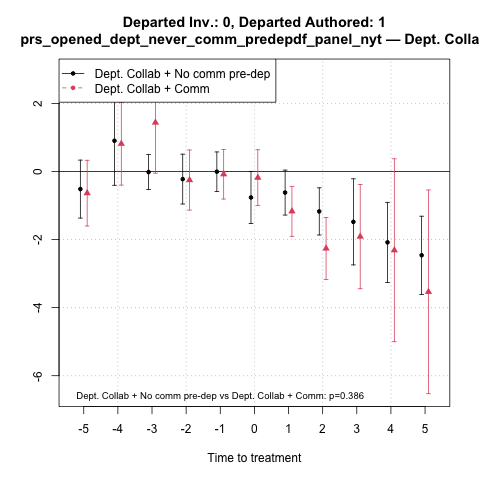 Departed Inv.: 0, Departed Authored: 1
prs_opened_dept_never_comm_predepdf_panel_nyt — Dept. Colla
Dept. Collab + No comm pre-dep
Dept. Collab + Comm
2
0
-2
-4
-6
Dept. Collab + No comm pre-dep vs Dept. Collab + Comm: p=0.386
-5 -4 -3 -2 -1 0 1 2 3 4 5
Time to treatment